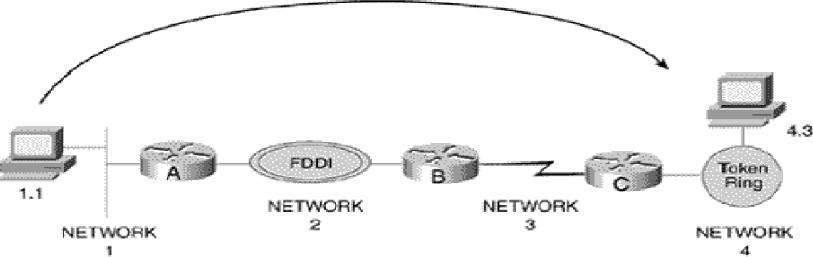 4.3
A
FDDI
B
C
Token
Ring
1.1
NETWORK
1
NETWORK
2
NETWORK
3
NETWORK
4